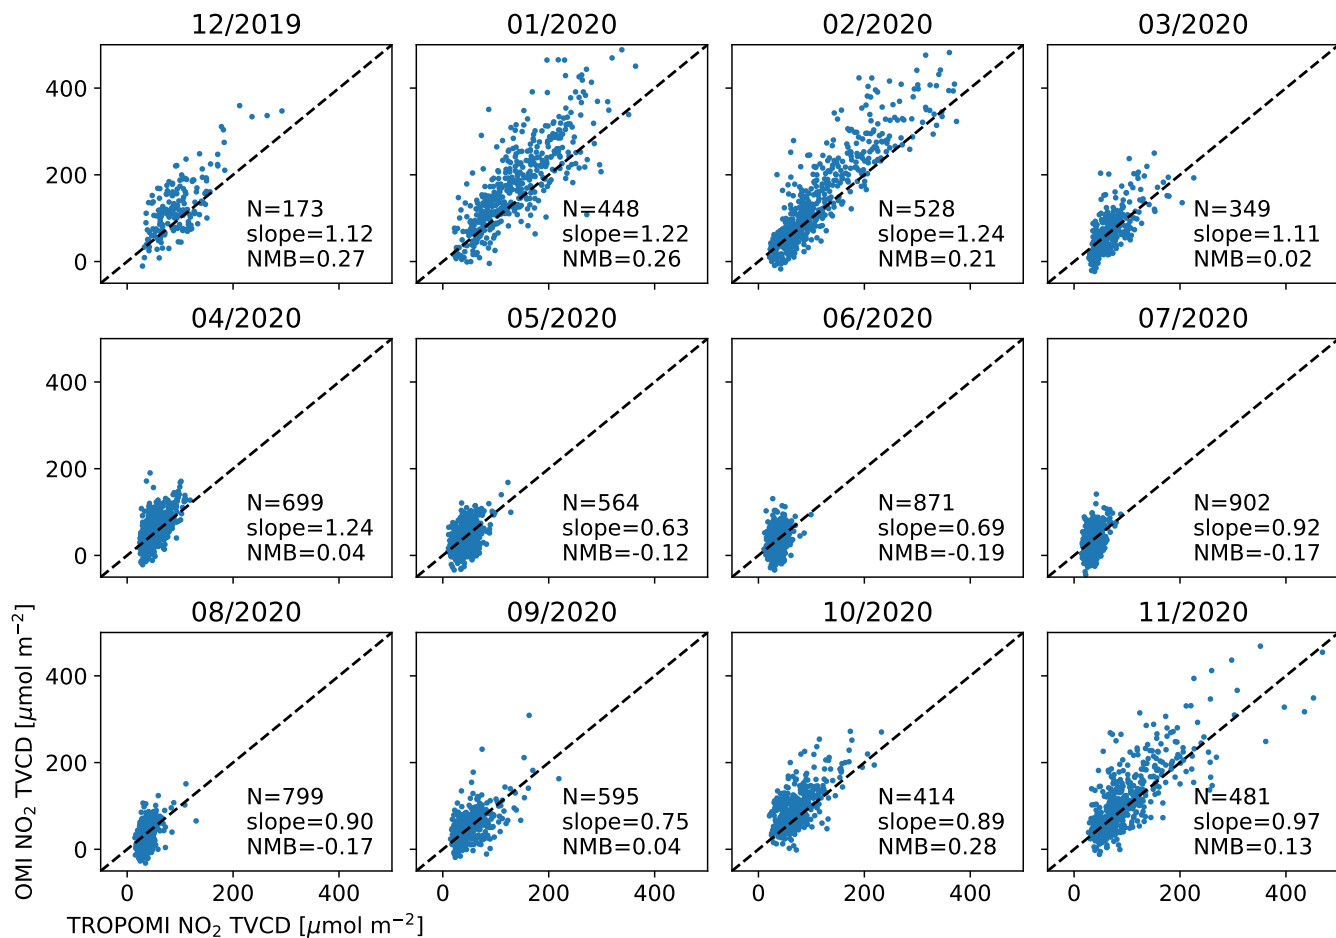 12/2019
01/2020
02/2020
03/2020
400
200
0
N=173
slope=1.12
NMB=0.27
N=448
slope=1.22
NMB=0.26
N=528
slope=1.24
NMB=0.21
N=349
slope=1.11
NMB=0.02
0
200
400
0
200
400
0
200
400
0
200
400
04/2020
05/2020
06/2020
07/2020
400
200
0
N=699
slope=1.24
NMB=0.04
N=564
slope=0.63
NMB=-0.12
N=871
slope=0.69
NMB=-0.19
N=902
slope=0.92
NMB=-0.17
08/2020
09/2020
10/2020
11/2020
400
200
0
N=799
slope=0.90
NMB=-0.17
N=595
slope=0.75
NMB=0.04
N=414
slope=0.89
NMB=0.28
N=481
slope=0.97
NMB=0.13
OMI NO₂ TVCD [μmol m⁻²]
TROPOMI NO₂ TVCD [μmol m⁻²]